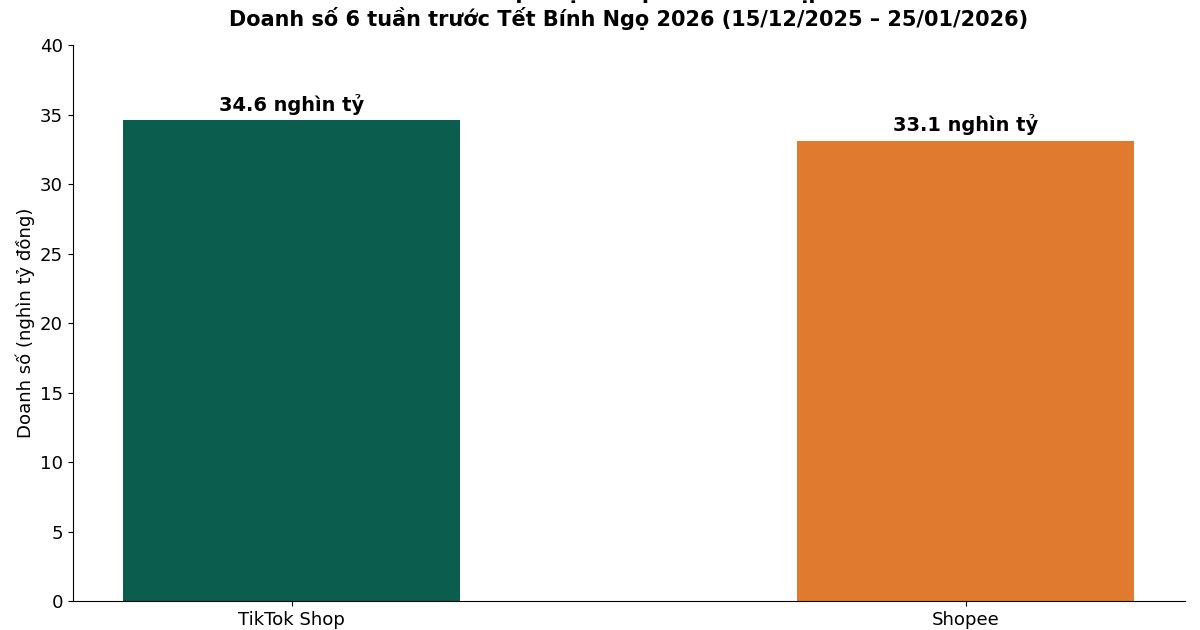 Doanh số 6 tuần trước Tết Bính Ngọ 2026 (15/12/2025 – 25/01/2026)
40
35
30
25
20
15
10
5
0
Doanh số (nghìn tỷ đồng)
34.6 nghìn tỷ
33.1 nghìn tỷ
TikTok Shop
Shopee